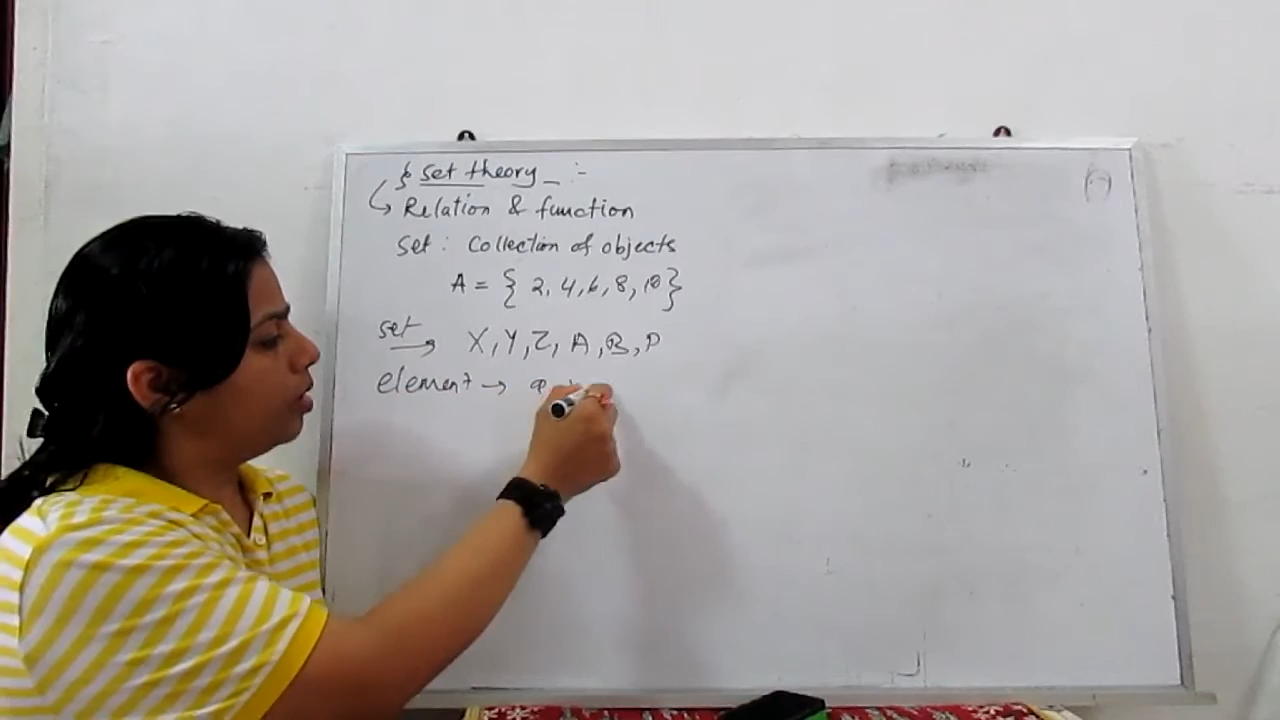 § Set theory :-
↳ Relation & function
Set : Collection of objects
A = { 2, 4, 6, 8, 10 }
set → X, Y, Z, A, B, P
element → a,